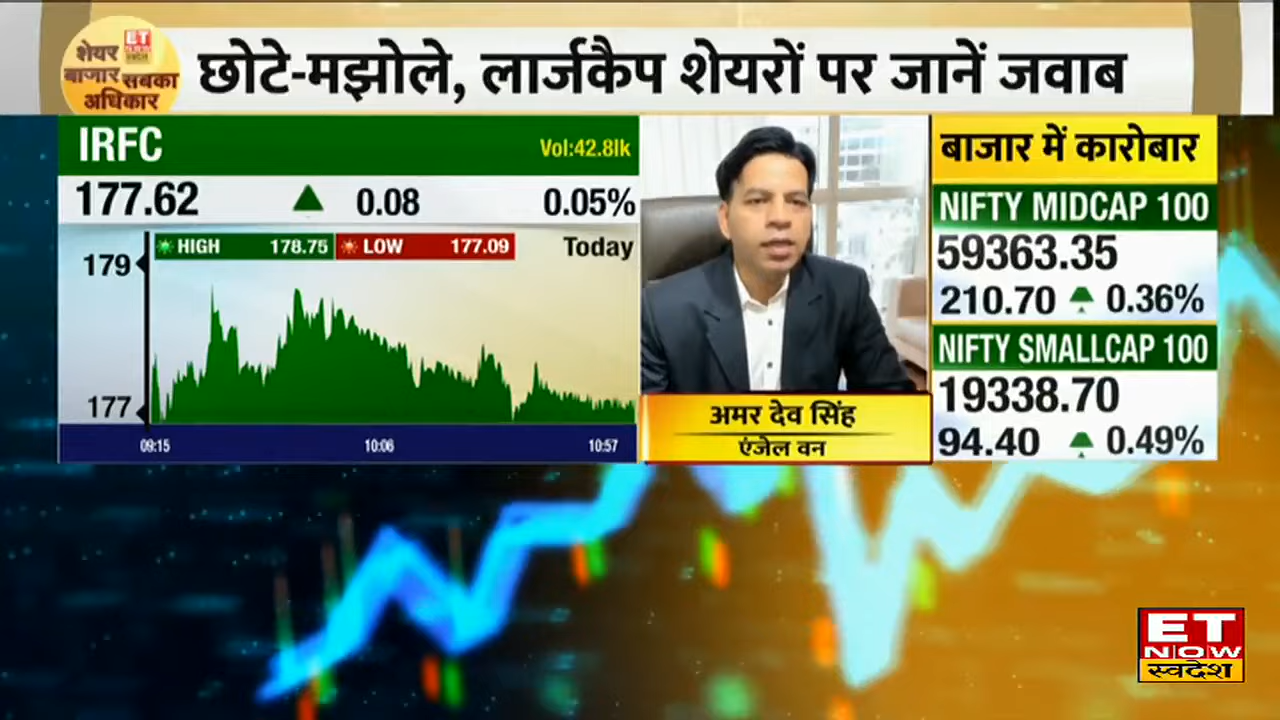 शेयर
बाजार सबका
अधिकार
ET
NOW
स्वदेश
छोटे-मझोले, लार्जकैप शेयरों पर जानें जवाब
IRFC
Vol:42.8lk
177.62
0.08
0.05%
HIGH 178.75
LOW 177.09
Today
179
177
09:15
10:06
10:57
अमर देव सिंह
एंजेल वन
बाजार में कारोबार
NIFTY MIDCAP 100
59363.35
210.70
0.36%
NIFTY SMALLCAP 100
19338.70
94.40
0.49%
ET
NOW
स्वदेश